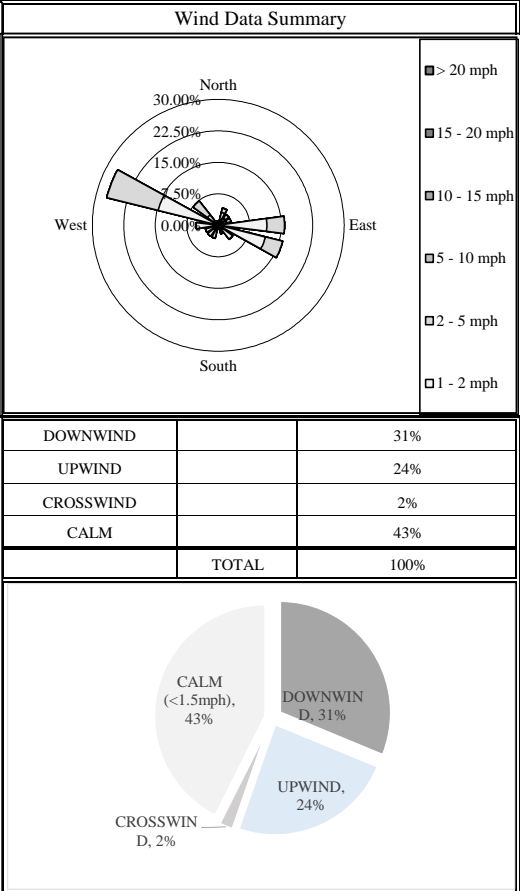 Wind Data Summary
North
30.00%
22.50%
15.00%
7.50%
0.00%
West
East
South
> 20 mph
15 - 20 mph
10 - 15 mph
5 - 10 mph
2 - 5 mph
1 - 2 mph
DOWNWIND 31%
UPWIND 24%
CROSSWIND 2%
CALM 43%
TOTAL 100%
CALM
(<1.5mph),
43%
DOWNWIN
D, 31%
UPWIND,
24%
CROSSWIN
D, 2%